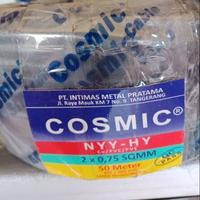 PT. INTIMAS METAL PRATAMA
Jl. Raya Mauk KM 7 No. 9 TANGERANG
COSMIC®
NYY-HY
2 x 0,75 SQMM
50 Meter